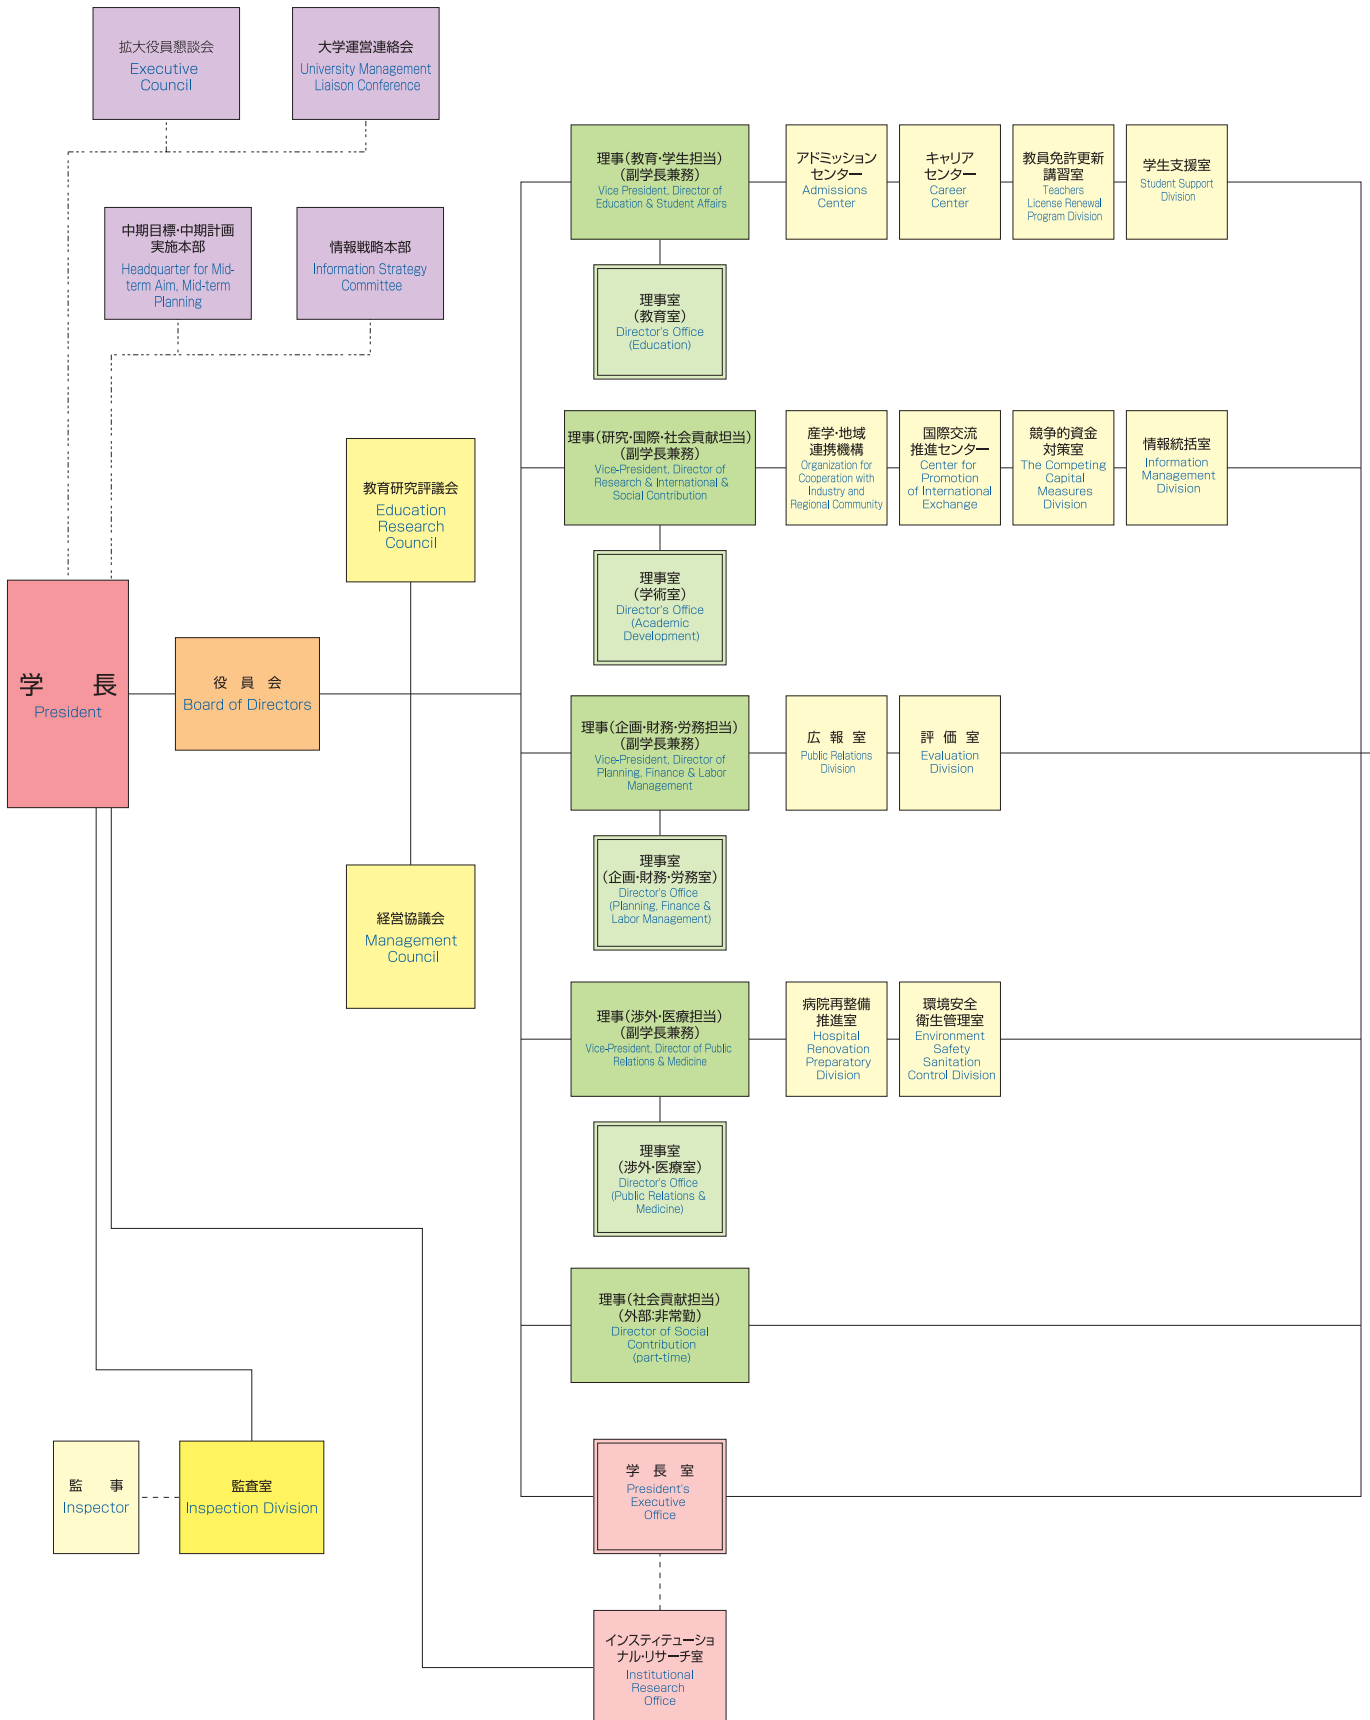 拡大役員懇談会
Executive
Council
大学運営連絡会
University Management
Liaison Conference
中期目標・中期計画
実施本部
Headquarter for Mid-
term Aim, Mid-term
Planning
情報戦略本部
Information Strategy
Committee
理事(教育・学生担当)
(副学長兼務)
Vice President, Director of
Education & Student Affairs
アドミッション
センター
Admissions
Center
キャリア
センター
Career
Center
教員免許更新
講習室
Teachers
License Renewal
Program Division
学生支援室
Student Support
Division
理事室
(教育室)
Director's Office
(Education)
教育研究評議会
Education
Research
Council
理事(研究・国際・社会貢献担当)
(副学長兼務)
Vice-President, Director of
Research & International &
Social Contribution
産学・地域
連携機構
Organization for
Cooperation with
Industry and
Regional Community
国際交流
推進センター
Center for
Promotion
of International
Exchange
競争的資金
対策室
The Competing
Capital
Measures
Division
情報統括室
Information
Management
Division
理事室
(学術室)
Director's Office
(Academic
Development)
学 長
President
役 員 会
Board of Directors
理事(企画・財務・労務担当)
(副学長兼務)
Vice-President, Director of
Planning, Finance & Labor
Management
広 報 室
Public Relations
Division
評 価 室
Evaluation
Division
理事室
(企画・財務・労務室)
Director's Office
(Planning, Finance &
Labor Management)
経営協議会
Management
Council
理事(渉外・医療担当)
(副学長兼務)
Vice-President, Director of Public
Relations & Medicine
病院再整備
推進室
Hospital
Renovation
Preparatory
Division
環境安全
衛生管理室
Environment
Safety
Sanitation
Control Division
理事室
(渉外・医療室)
Director's Office
(Public Relations &
Medicine)
理事(社会貢献担当)
(外部:非常勤)
Director of Social
Contribution
(part-time)
監 事
Inspector
監査室
Inspection Division
学 長 室
President's
Executive
Office
インスティテューショ
ナル・リサーチ室
Institutional
Research
Office